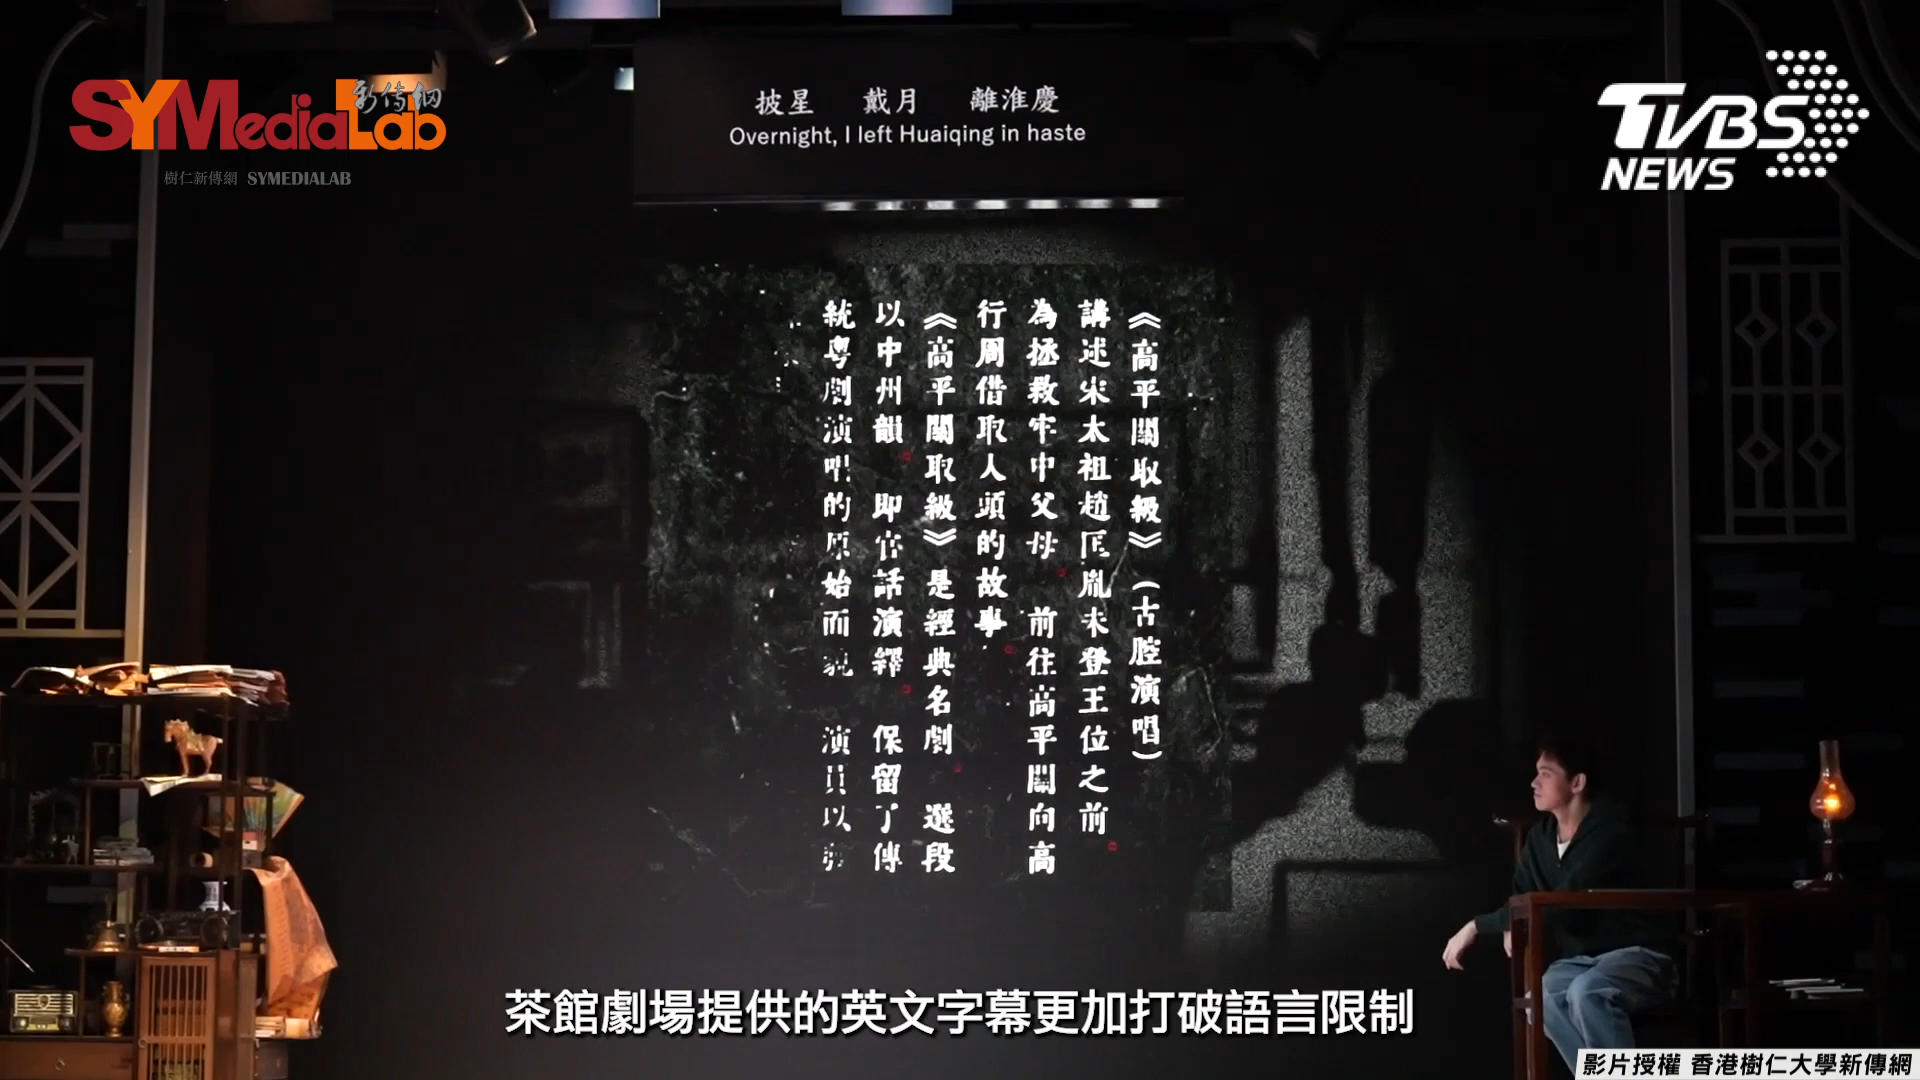 SYMediaLab
新傳網
樹仁新傳網 SYMEDIALAB
TVBS
NEWS
披星 戴月 離淮慶
Overnight, I left Huaiqing in haste
《高平關取級》（古腔演唱）
講述宋太祖趙匡胤未登王位之前
為拯救牢中父母 前往高平關向高
行周借取人頭的故事
《高平關取級》是經典名劇 選段
以中州韻 即官話演繹 保留了傳
統粵劇演唱的原始面貌 演員以
茶館劇場提供的英文字幕更加打破語言限制
影片授權 香港樹仁大學新傳網